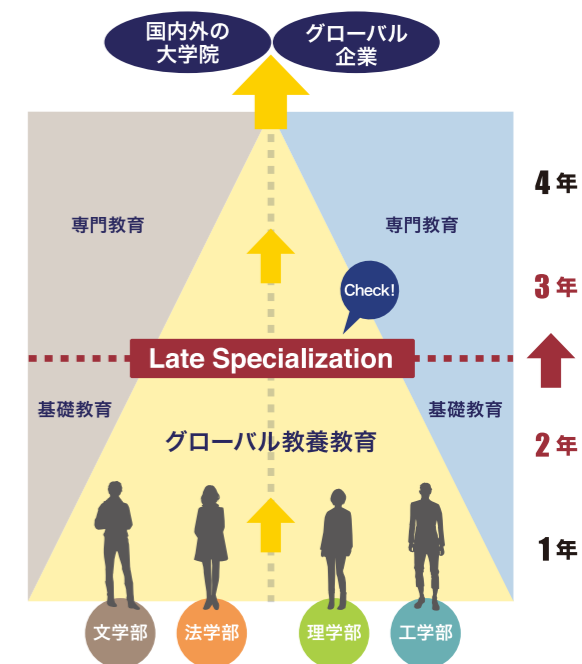 国内外の
大学院
グローバル
企業
4年
専門教育
専門教育
3年
Check!
Late Specialization
基礎教育
基礎教育
グローバル教養教育
2年
1年
文学部
法学部
理学部
工学部